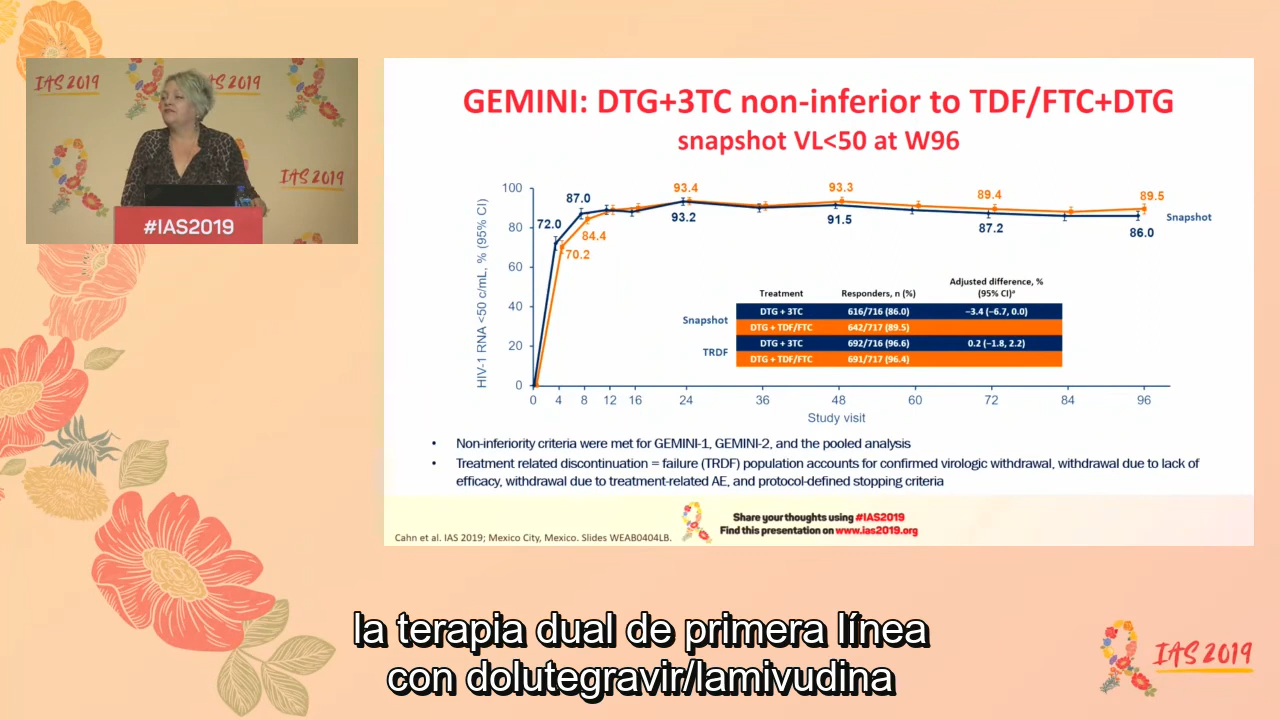 IAS 2019
IAS 2019
IAS 2019
#IAS2019
GEMINI: DTG+3TC non-inferior to TDF/FTC+DTG
snapshot VL<50 at W96
HIV-1 RNA <50 c/mL, % (95% CI)
100
80
60
40
20
0
72.0
87.0
70.2
84.4
93.4
93.2
93.3
91.5
89.4
87.2
89.5
86.0
Snapshot
Treatment Responders, n (%) Adjusted difference, % (95% CI)ª
Snapshot DTG + 3TC 616/716 (86.0) −3.4 (−6.7, 0.0)
DTG + TDF/FTC 642/717 (89.5)
TRDF DTG + 3TC 692/716 (96.6) 0.2 (−1.8, 2.2)
DTG + TDF/FTC 691/717 (96.4)
0 4 8 12 16 24 36 48 60 72 84 96
Study visit
• Non-inferiority criteria were met for GEMINI-1, GEMINI-2, and the pooled analysis
• Treatment related discontinuation = failure (TRDF) population accounts for confirmed virologic withdrawal, withdrawal due to lack of
efficacy, withdrawal due to treatment-related AE, and protocol-defined stopping criteria
Share your thoughts using #IAS2019
Find this presentation on www.ias2019.org
Cahn et al. IAS 2019; Mexico City, Mexico. Slides WEAB0404LB.
la terapia dual de primera línea
con dolutegravir/lamivudina
IAS 2019